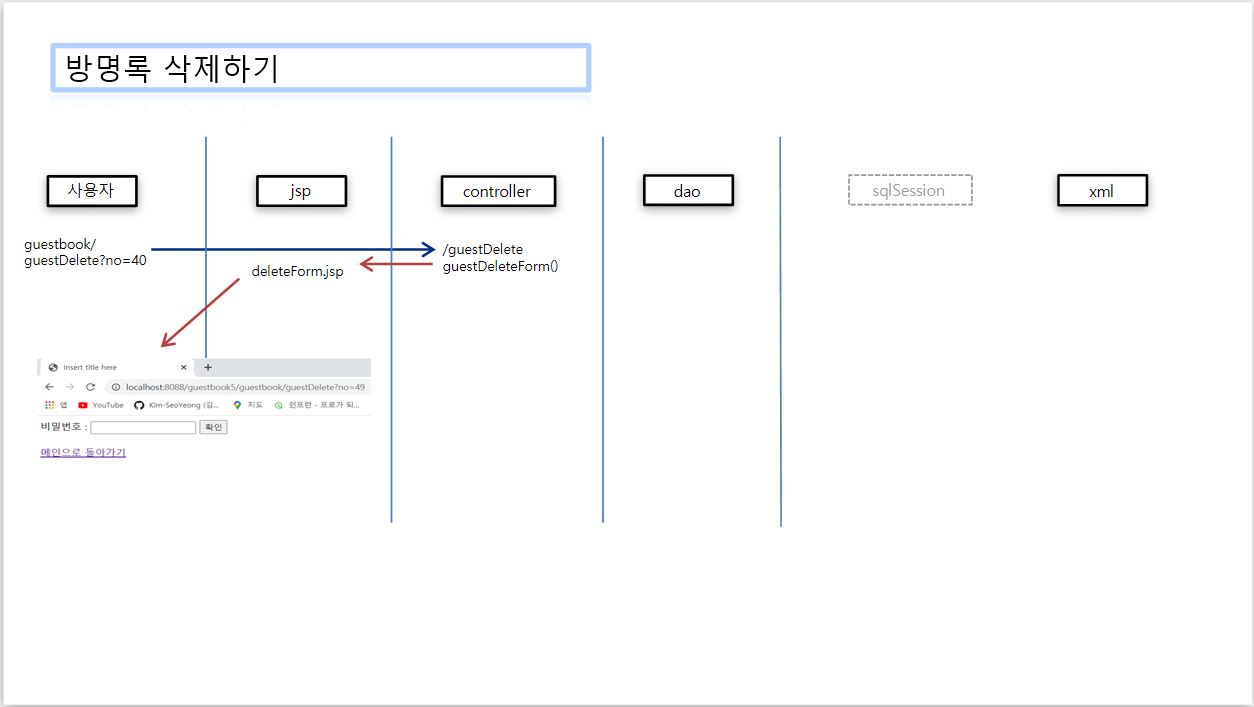 방명록 삭제하기
사용자
jsp
controller
dao
sqlSession
xml
guestbook/
guestDelete?no=40
/guestDelete
guestDeleteForm()
deleteForm.jsp
Insert title here
localhost:8088/guestbook5/guestbook/guestDelete?no=49
앱 YouTube Kim-SeoYeong (김... 지도 인프런 - 프로가 되...
비밀번호 : 확인
메인으로 돌아가기